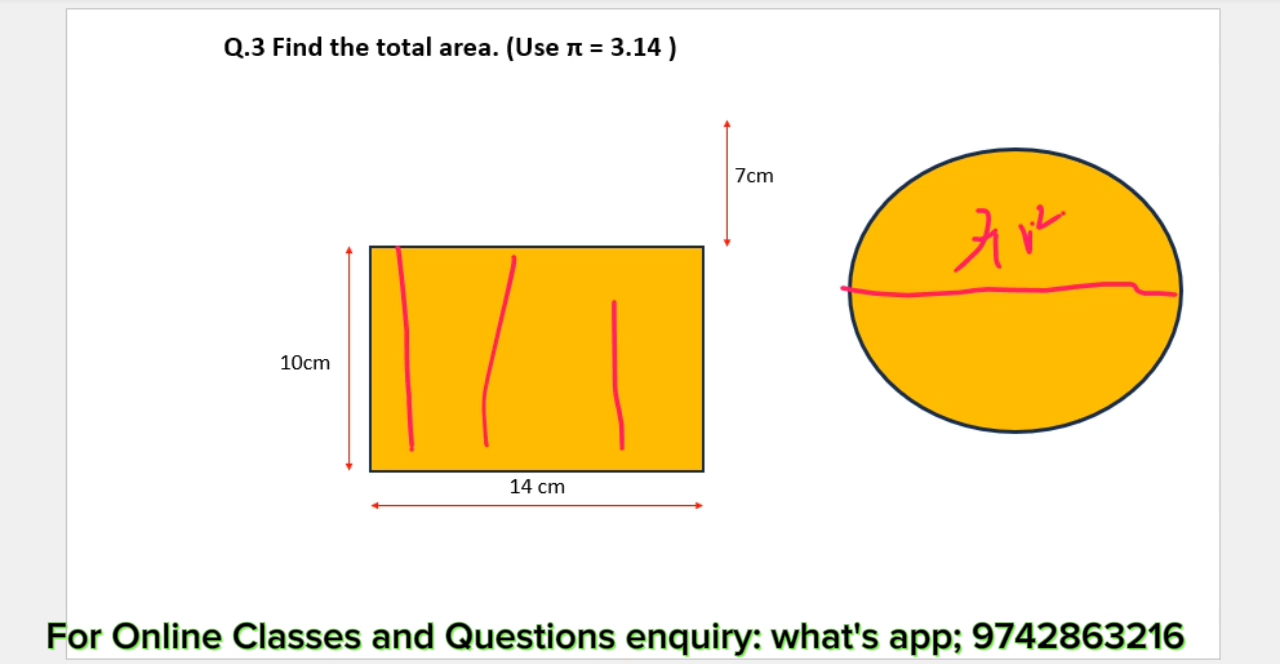 Q.3 Find the total area. (Use π = 3.14 )
7cm
πr²
10cm
14 cm
For Online Classes and Questions enquiry: what's app; 9742863216